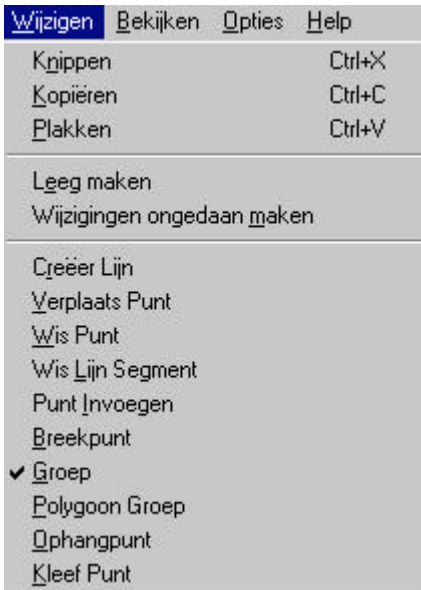 Wijzigen Bekijken Opties Help
Knippen Ctrl+X
Kopiëren Ctrl+C
Plakken Ctrl+V
Leeg maken
Wijzigingen ongedaan maken
Creëer Lijn
Verplaats Punt
Wis Punt
Wis Lijn Segment
Punt Invoegen
Breekpunt
Groep
Polygoon Groep
Ophangpunt
Kleef Punt